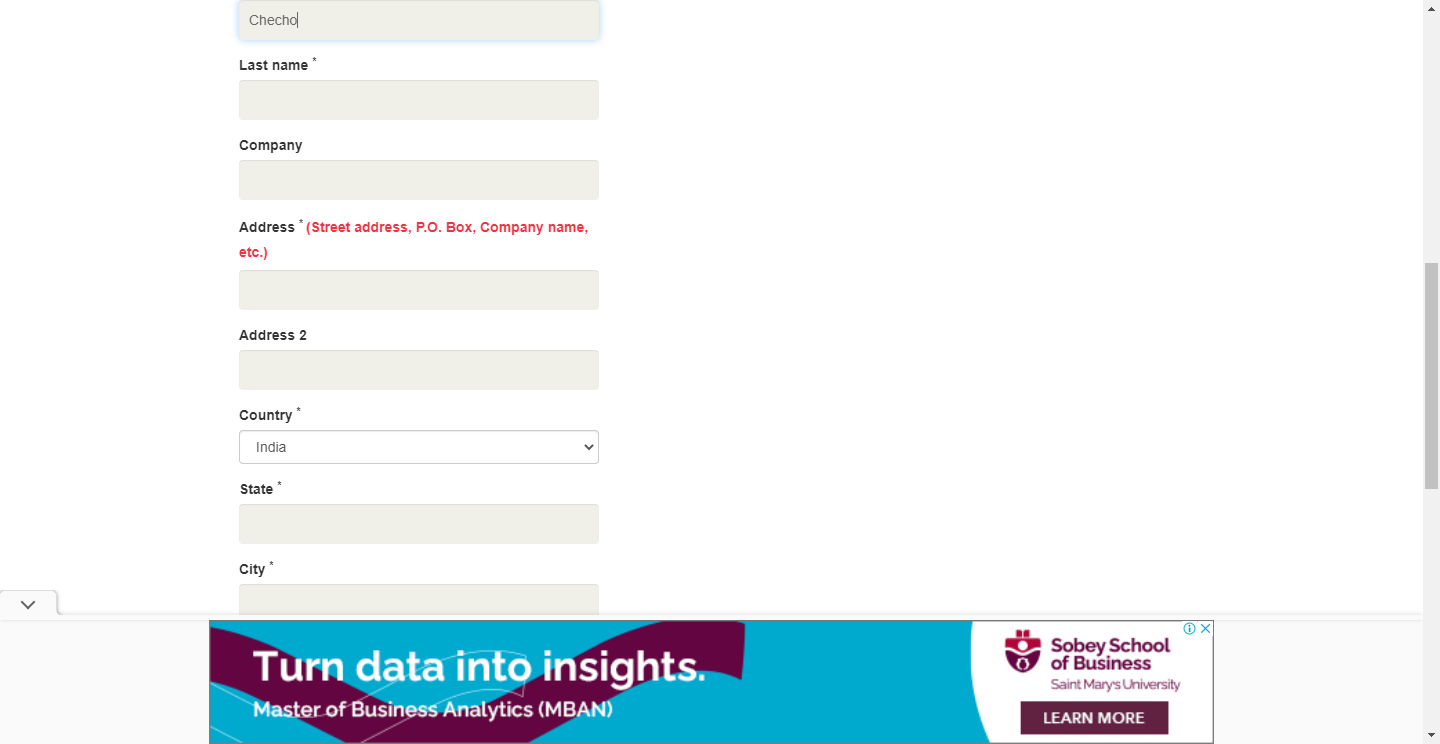 Checho
Last name *
Company
Address * (Street address, P.O. Box, Company name,
etc.)
Address 2
Country *
India
State *
City *
Turn data into insights.
Master of Business Analytics (MBAN)
Sobey School
of Business
Saint Mary's University
LEARN MORE